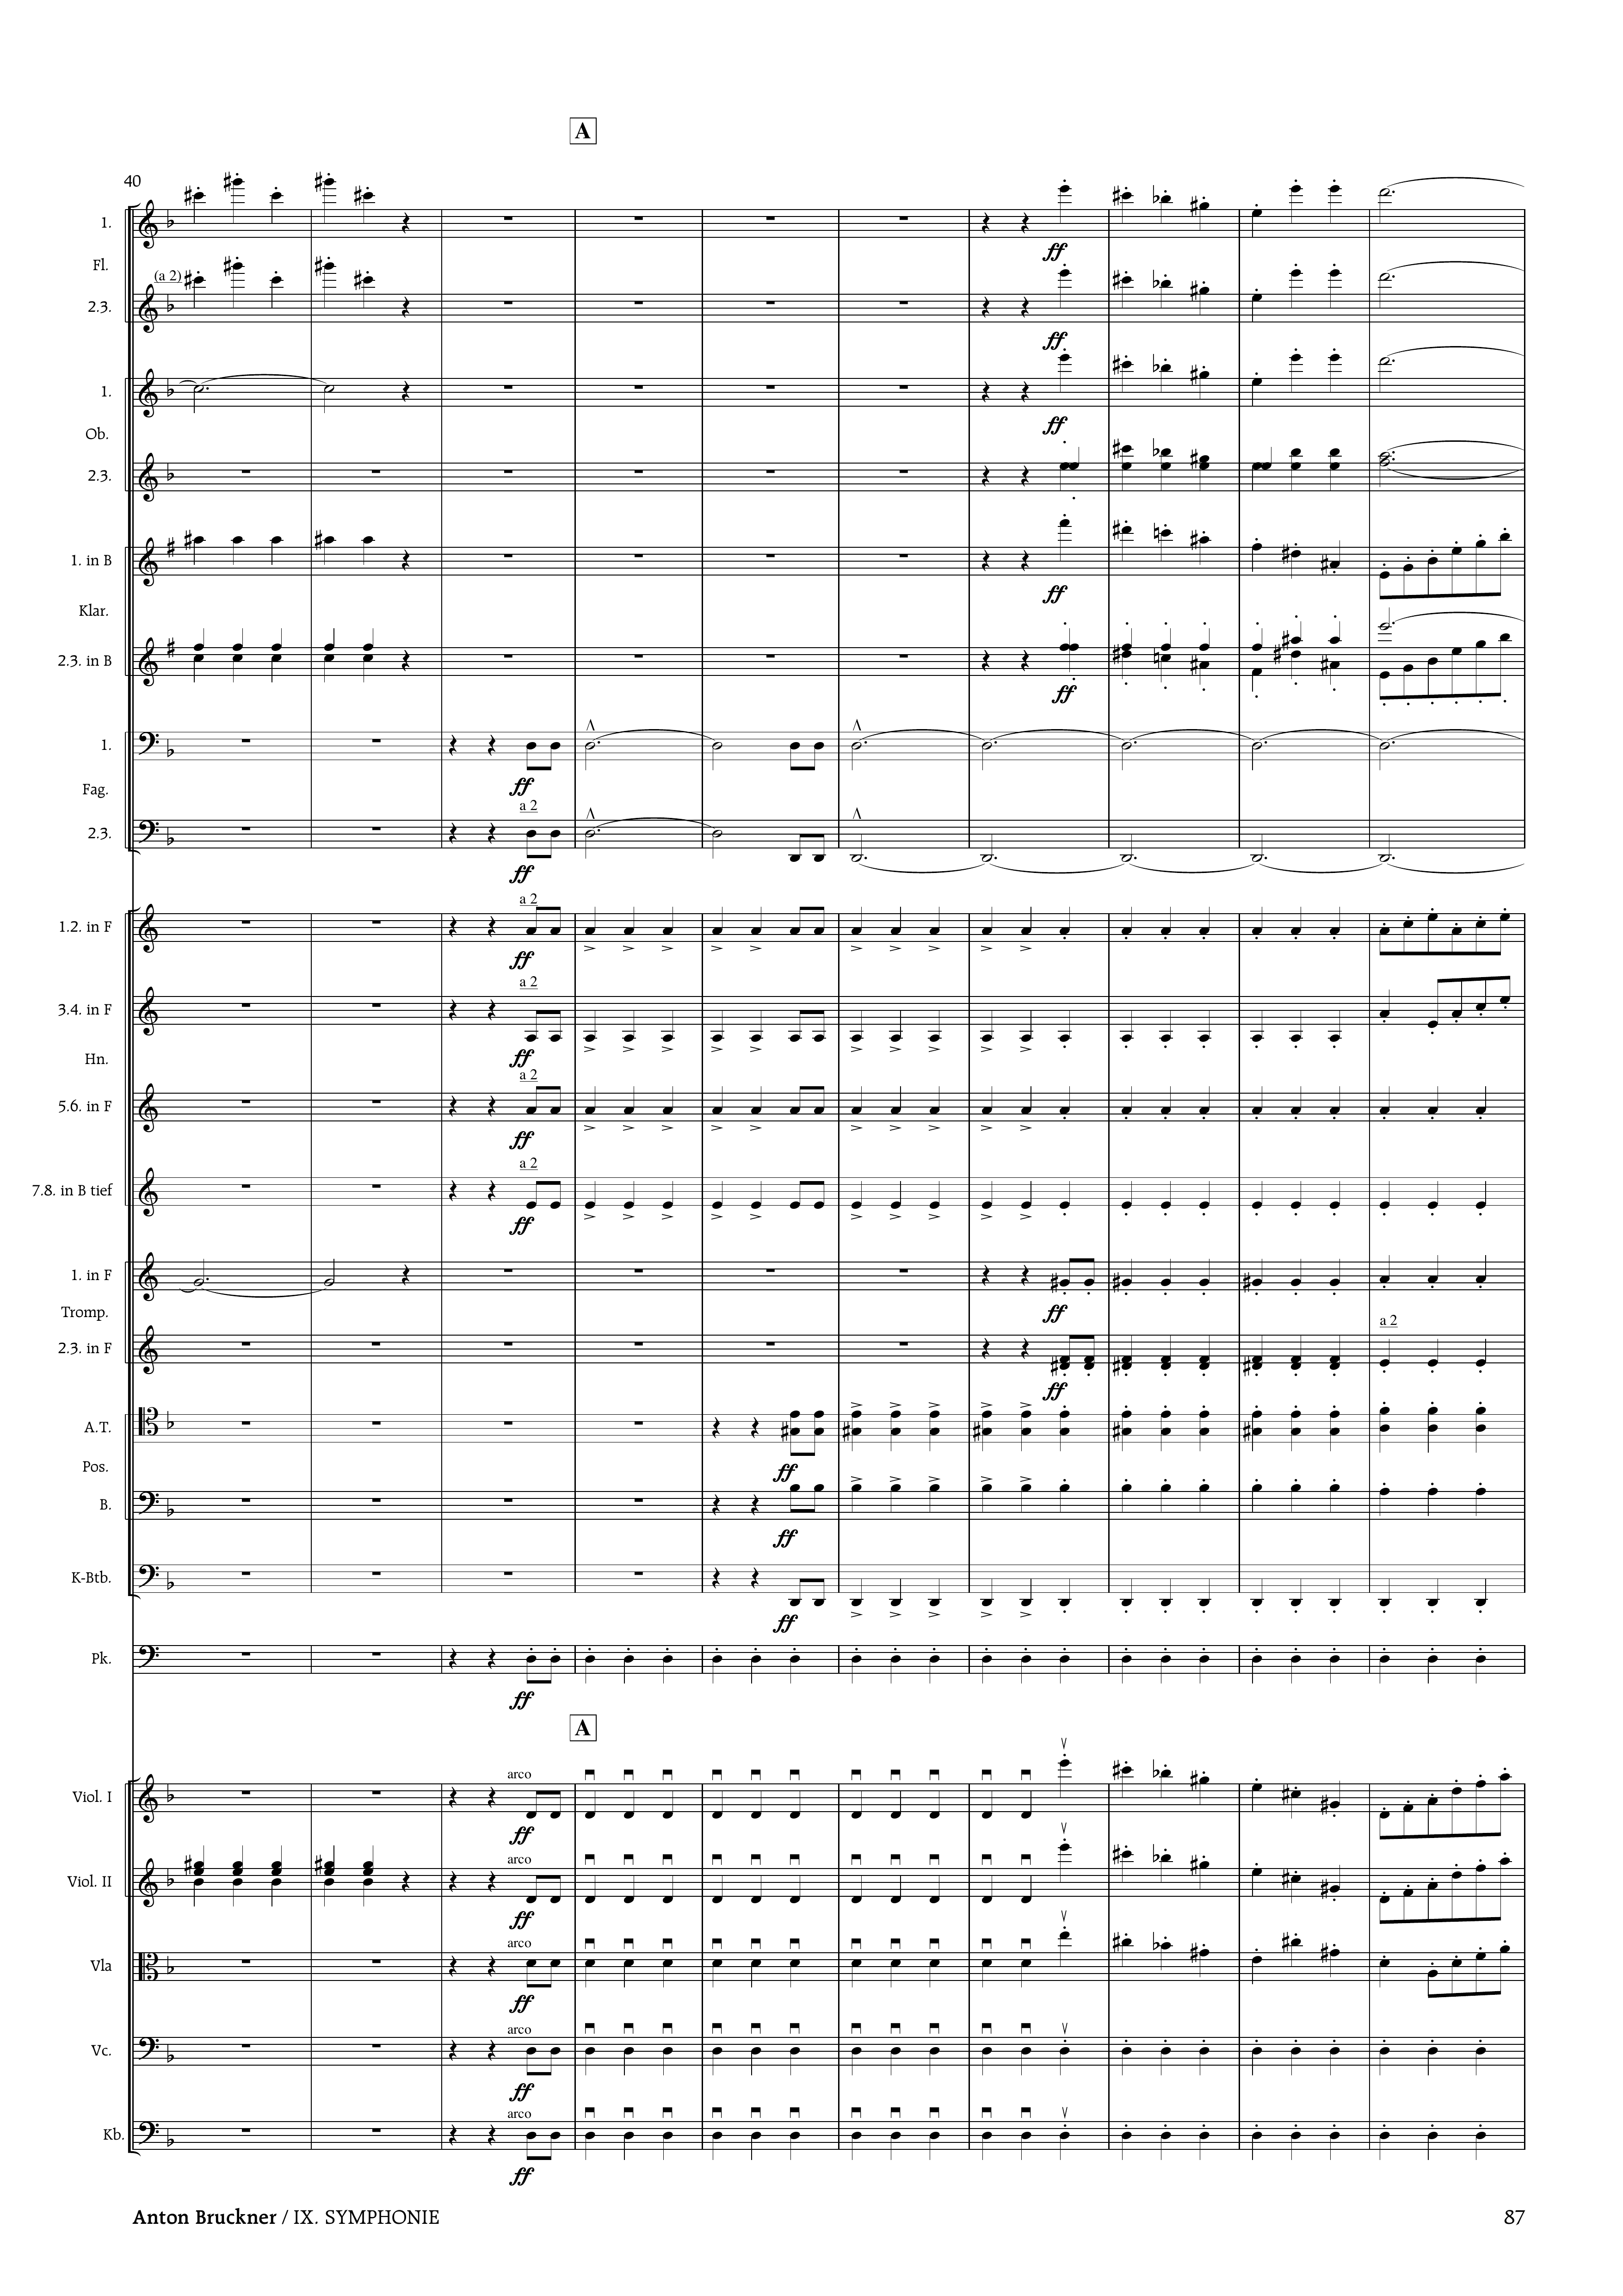 A
40
1.
Fl.
(a 2)
2.3.
ff
ff
1.
Ob.
ff
2.3.
1. in B
ff
Klar.
2.3. in B
ff
1.
ff
Fag.
a 2
2.3.
ff
a 2
1.2. in F
ff
a 2
3.4. in F
Hn.
ff
a 2
5.6. in F
ff
a 2
7.8. in B tief
ff
1. in F
Tromp.
ff
a 2
2.3. in F
ff
A.T.
Pos.
ff
B.
ff
K-Btb.
ff
Pk.
ff
A
arco
Viol. I
ff
arco
Viol. II
ff
arco
Vla
ff
arco
Vc.
ff
arco
Kb.
ff
Anton Bruckner / IX. SYMPHONIE 87